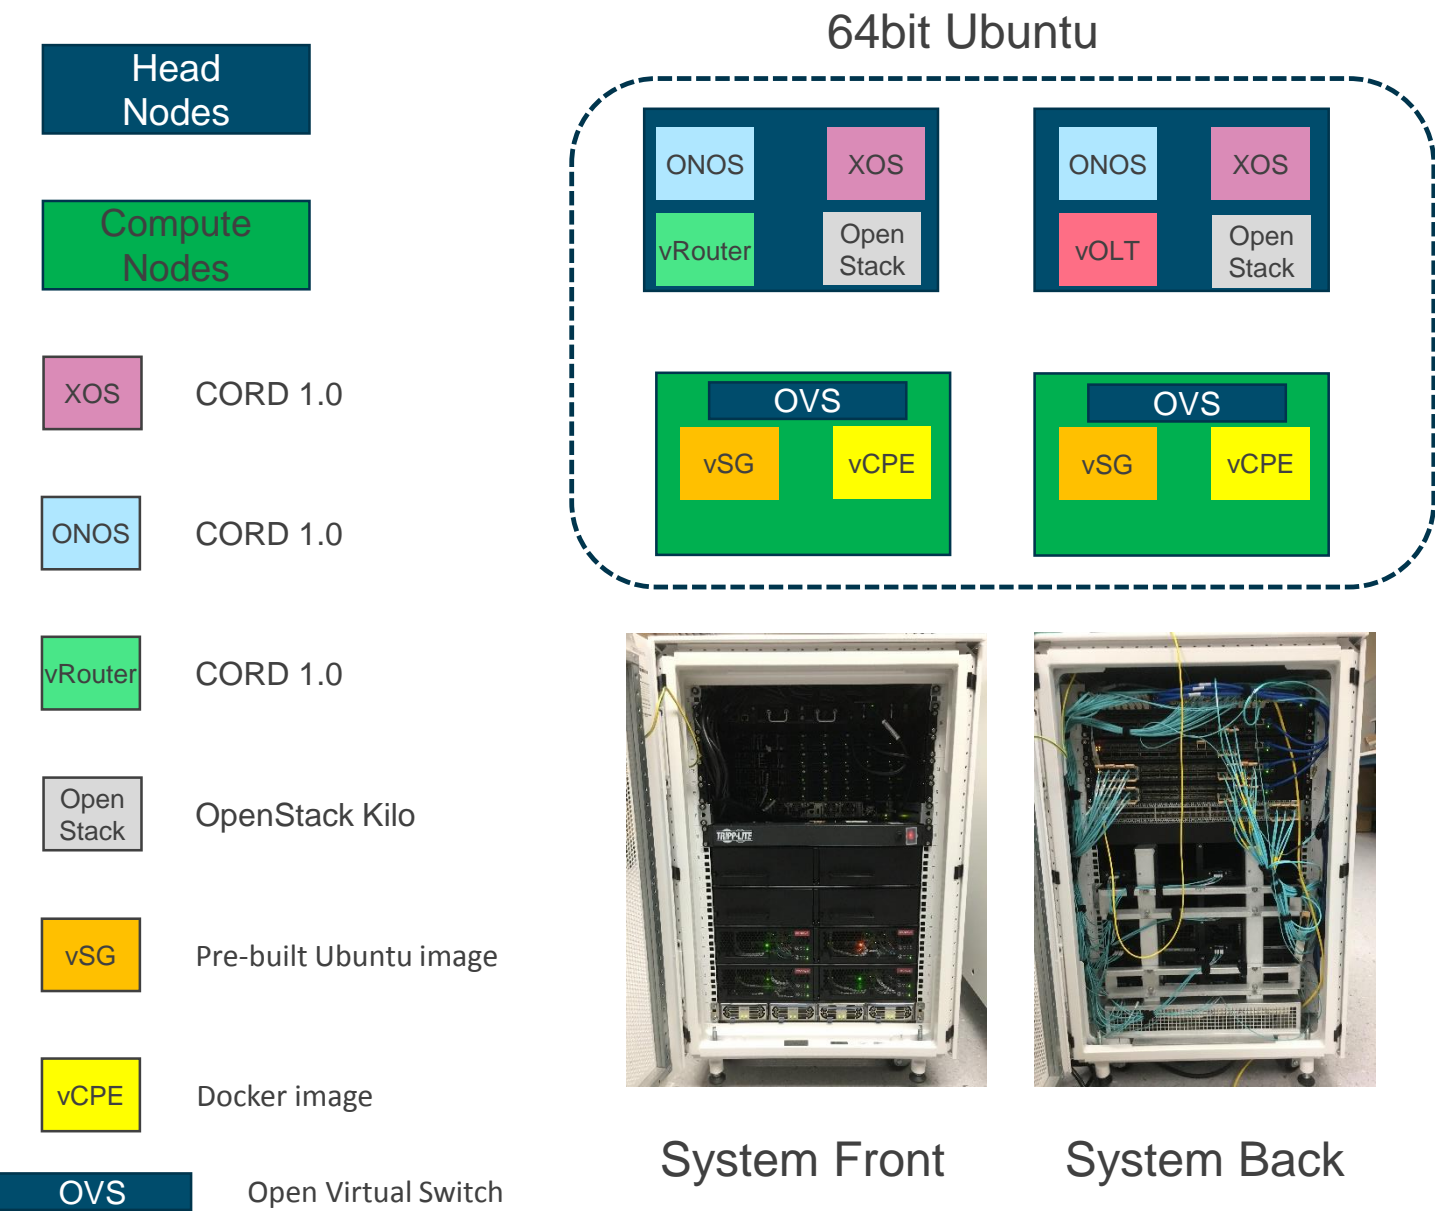 64bit Ubuntu
Head
Nodes
Compute
Nodes
XOS CORD 1.0
ONOS CORD 1.0
vRouter CORD 1.0
Open
Stack
OpenStack Kilo
vSG Pre-built Ubuntu image
vCPE Docker image
OVS Open Virtual Switch
ONOS XOS
vRouter
Open
Stack
ONOS XOS
vOLT
Open
Stack
OVS
vSG vCPE
OVS
vSG vCPE
TRIPP-LITE
System Front
System Back